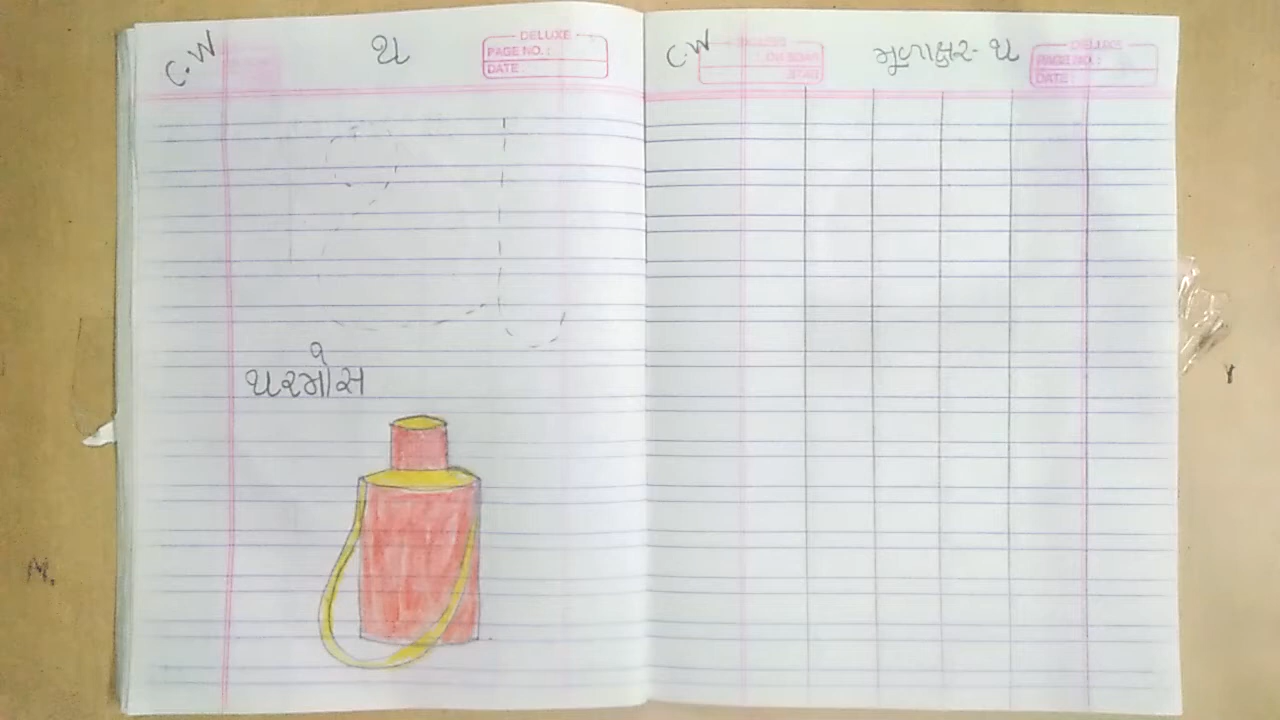 C.W
થ
DELUXE
PAGE NO. :
DATE :
થરમોસ
C.W
મૂળાક્ષર - થ
DELUXE
PAGE NO. :
DATE :
M.
Y